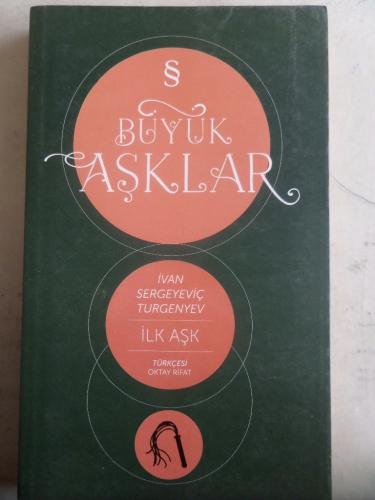 §
BÜYÜK
AŞKLAR
İVAN
SERGEYEVİÇ
TURGENYEV
İLK AŞK
TÜRKÇESİ
OKTAY RİFAT